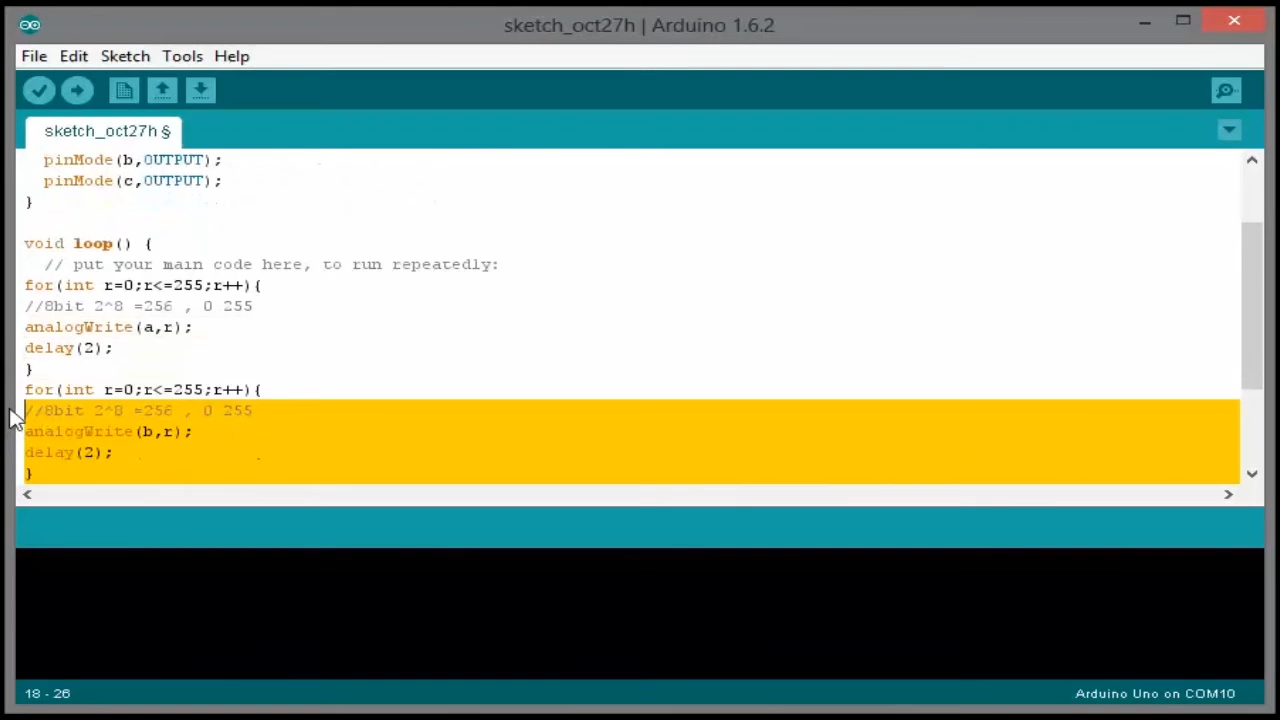 sketch_oct27h | Arduino 1.6.2
File Edit Sketch Tools Help
sketch_oct27h §
pinMode(b,OUTPUT);
pinMode(c,OUTPUT);
}
void loop() {
// put your main code here, to run repeatedly:
for(int r=0;r<=255;r++){
//8bit 2^8 =256 , 0 255
analogWrite(a,r);
delay(2);
}
for(int r=0;r<=255;r++){
//8bit 2^8 =256 , 0 255
analogWrite(b,r);
delay(2);
}
18 - 26
Arduino Uno on COM10